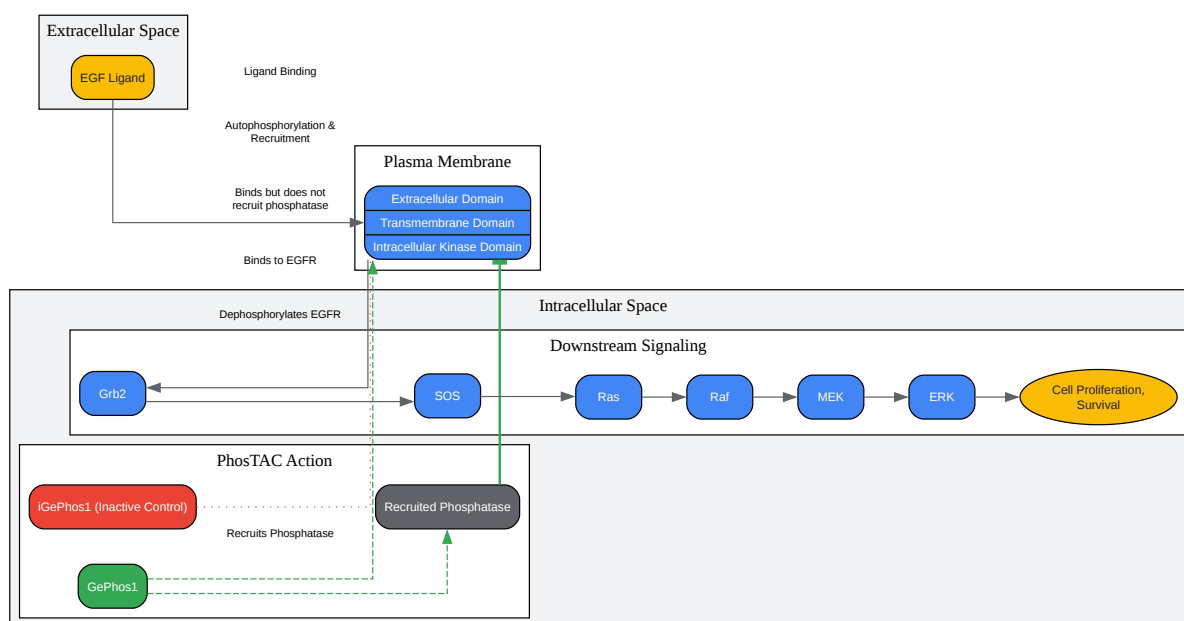 Extracellular Space
EGF Ligand
Ligand Binding
Autophosphorylation &
Recruitment
Plasma Membrane
Extracellular Domain
Transmembrane Domain
Intracellular Kinase Domain
Binds but does not
recruit phosphatase
Binds to EGFR
Intracellular Space
Dephosphorylates EGFR
Downstream Signaling
Grb2
SOS
Ras
Raf
MEK
ERK
Cell Proliferation,
Survival
PhosTAC Action
iGePhos1 (Inactive Control)
Recruited Phosphatase
Recruits Phosphatase
GePhos1